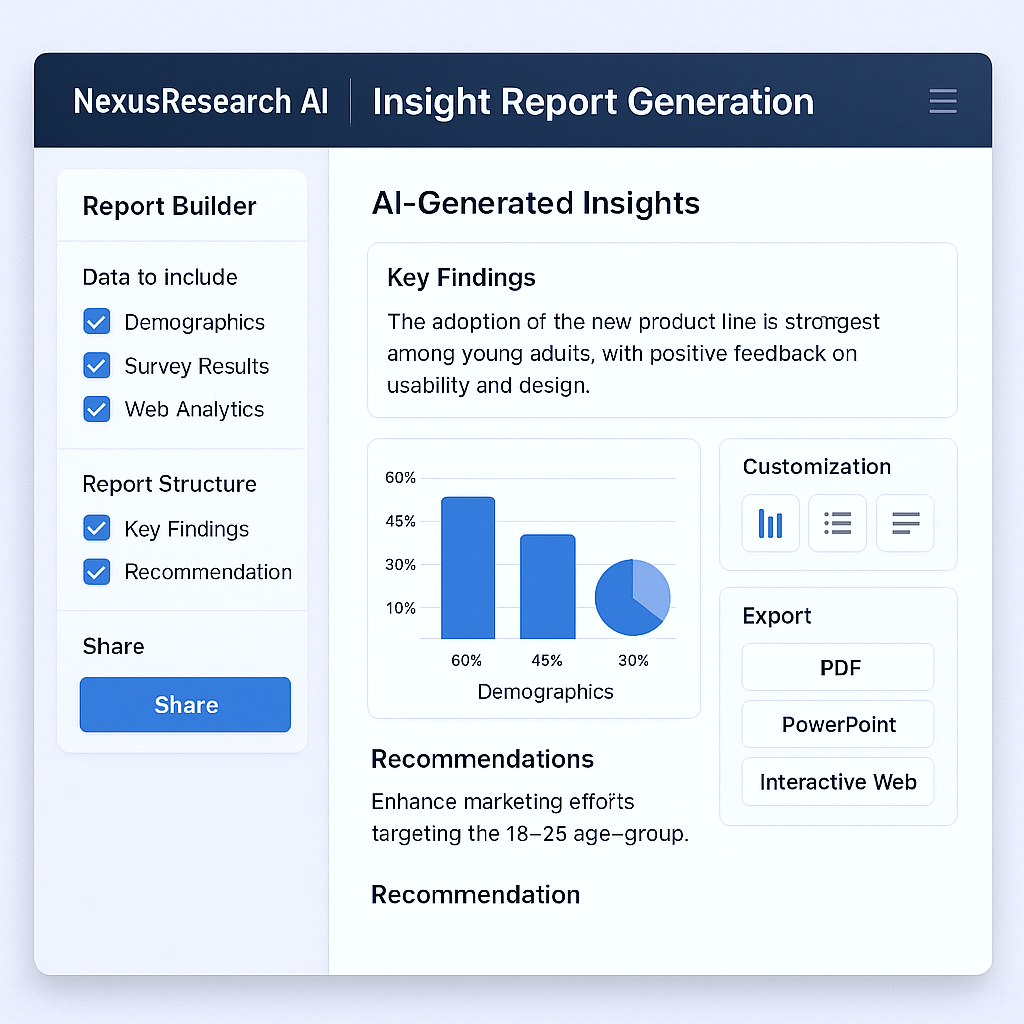 NexusResearch AI
Insight Report Generation
Report Builder
Data to include
Demographics
Survey Results
Web Analytics
Report Structure
Key Findings
Recommendation
Share
Share
AI-Generated Insights
Key Findings
The adoption of the new product line is strongest
among young aduits, with positive feedback on
usability and design.
60%
45%
30%
10%
60% 45% 30%
Demographics
Customization
Export
PDF
PowerPoint
Interactive Web
Recommendations
Enhance marketing efforts
targeting the 18–25 age–group.
Recommendation